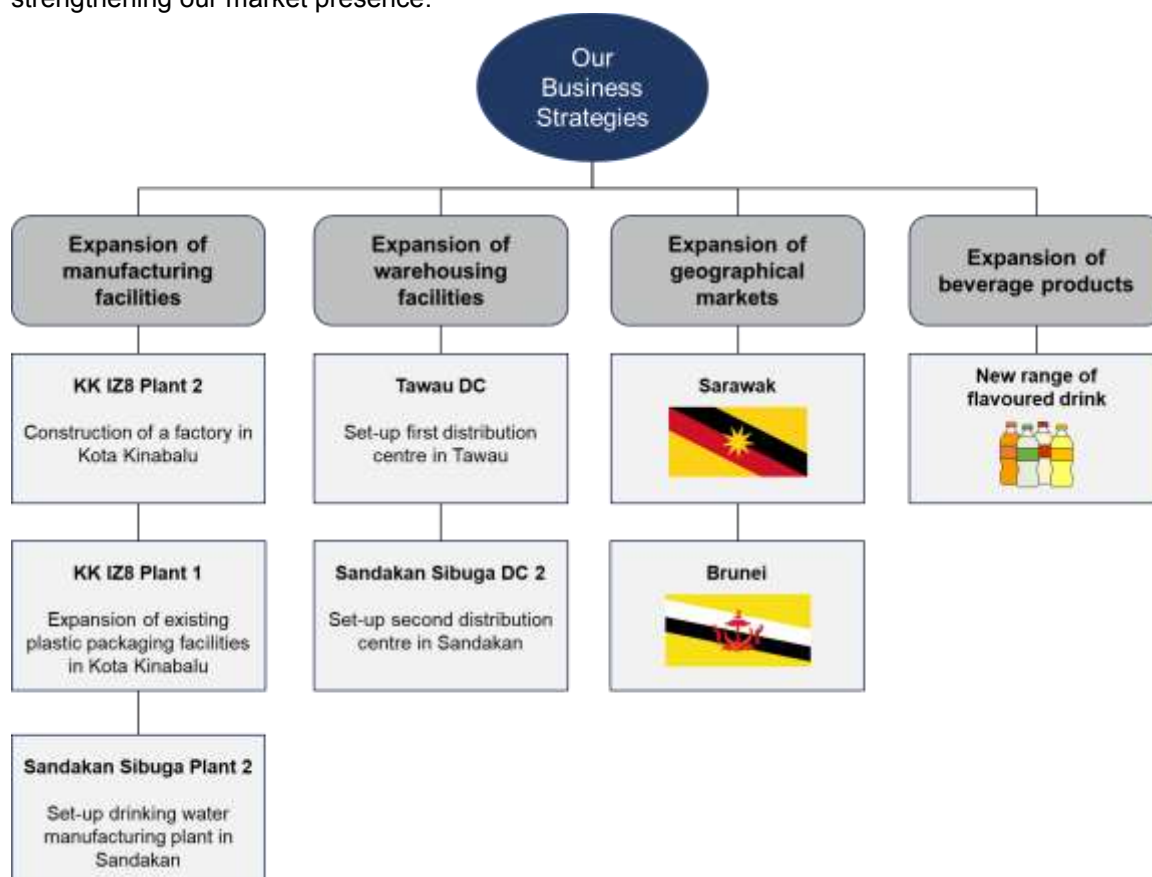 strengthening our market presence.
Our
Business
Strategies
Expansion of
manufacturing
facilities
Expansion of
warehousing
facilities
Expansion of
geographical
markets
Expansion of
beverage products
KK IZ8 Plant 2
Construction of a factory in
Kota Kinabalu
Tawau DC
Set-up first distribution
centre in Tawau
Sarawak
New range of
flavoured drink
KK IZ8 Plant 1
Expansion of existing
plastic packaging facilities
in Kota Kinabalu
Sandakan Sibuga DC 2
Set-up second distribution
centre in Sandakan
Brunei
Sandakan Sibuga Plant 2
Set-up drinking water
manufacturing plant in
Sandakan